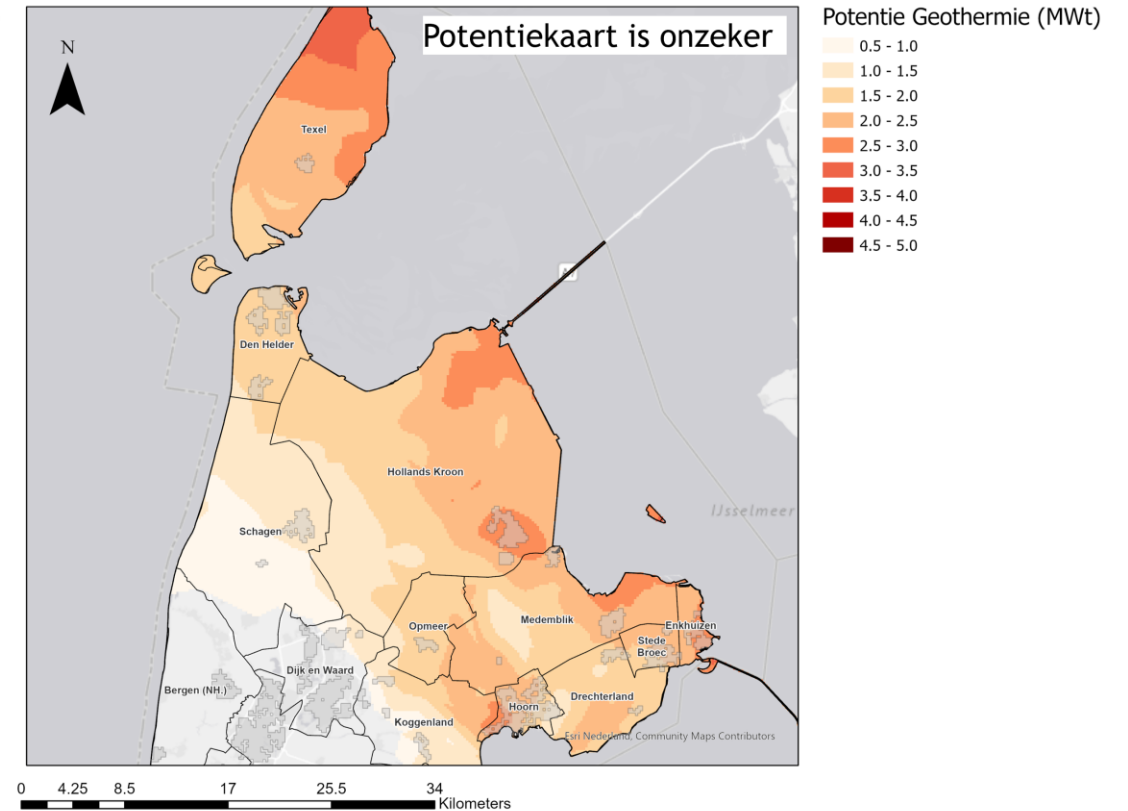 Potentiekaart is onzeker
Potentie Geothermie (MWt)
0.5 - 1.0
1.0 - 1.5
1.5 - 2.0
2.0 - 2.5
2.5 - 3.0
3.0 - 3.5
3.5 - 4.0
4.0 - 4.5
4.5 - 5.0
N
Texel
Den Helder
Hollands Kroon
Schagen
IJsselmeer
Medemblik
Opmeer
Enkhuizen
Stede
Broec
Dijk en Waard
Bergen (NH.)
Drechterland
Hoorn
Koggenland
Esri Nederland, Community Maps Contributors
0 4.25 8.5 17 25.5 34
Kilometers